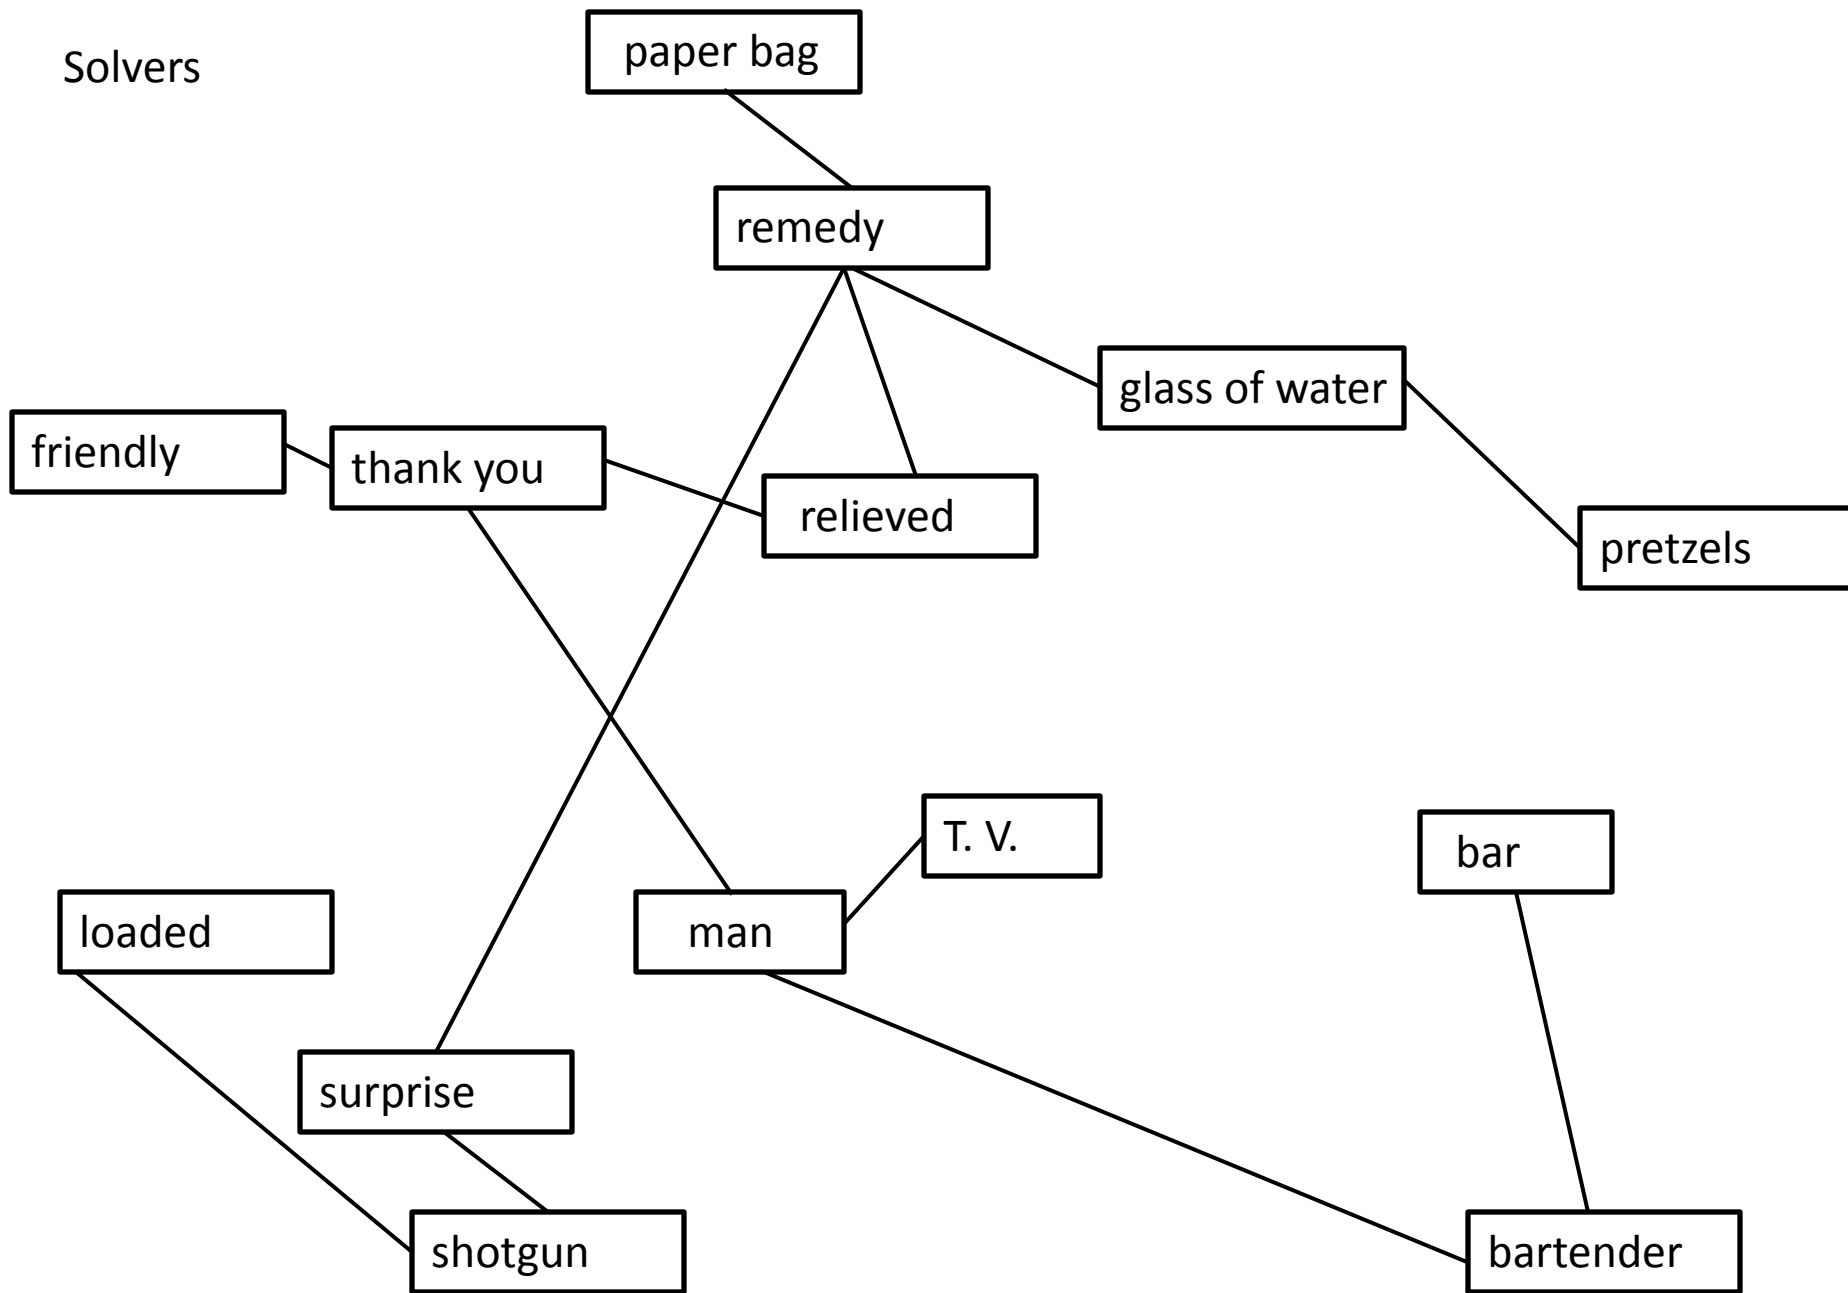 Solvers
paper bag
remedy
glass of water
friendly
thank you
relieved
pretzels
T. V.
bar
loaded
man
surprise
shotgun
bartender